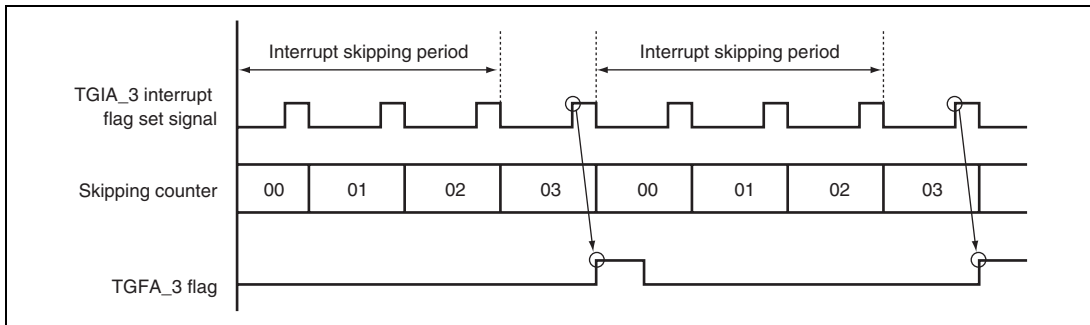 Interrupt skipping period
Interrupt skipping period
TGIA_3 interrupt
flag set signal
Skipping counter
00
01
02
03
00
01
02
03
TGFA_3 flag